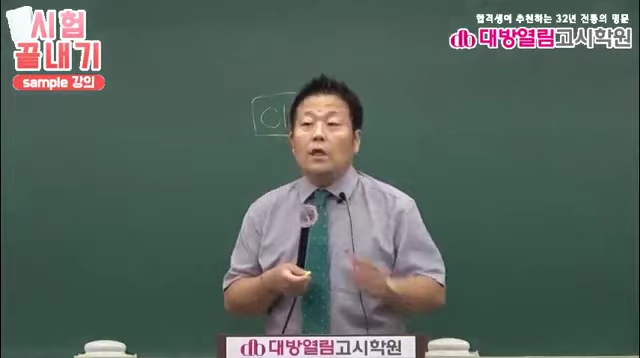 시험
끝내기
sample 강의
합격생이 추천하는 32년 전통의 명문
대방열림고시학원
대방열림고시학원